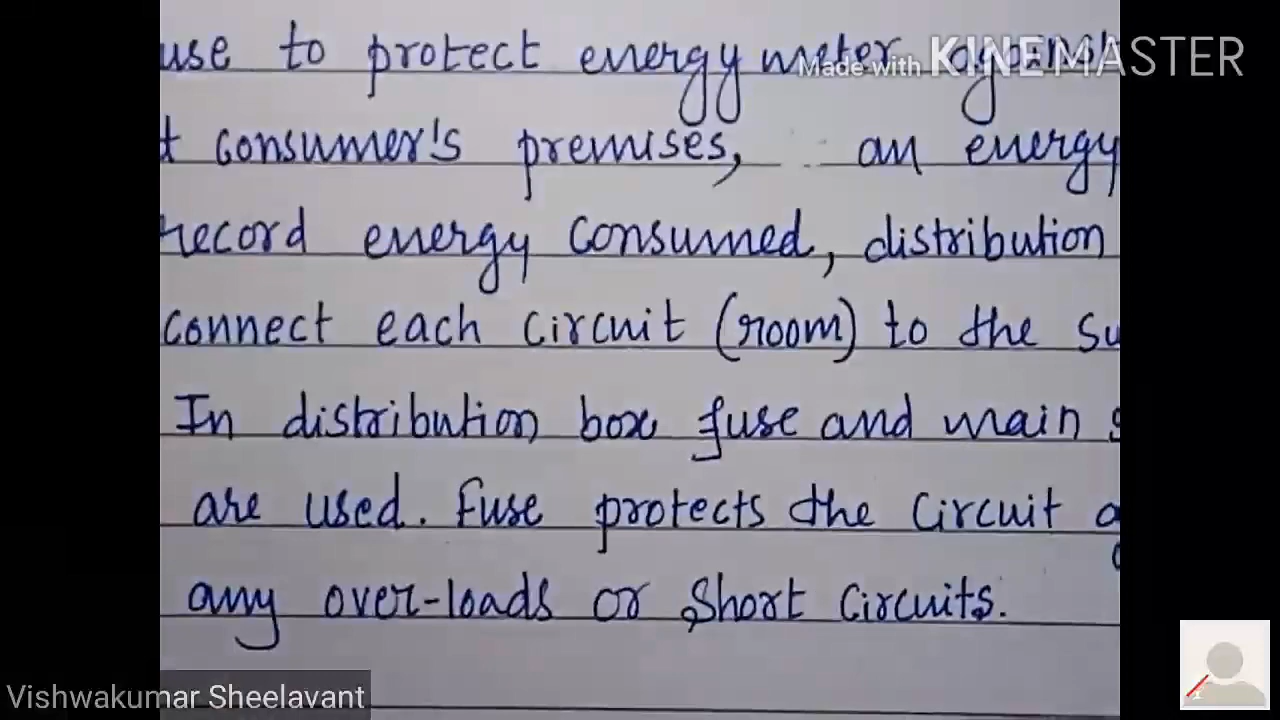 use to protect energy meter against
Made with KINEMASTER
t consumer's premises, an energy
record energy consumed, distribution
connect each circuit (room) to the su
In distribution box fuse and main s
are used. Fuse protects the circuit a
any over-loads or short circuits.
Vishwakumar Sheelavant